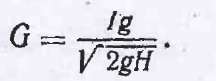 G = Ig / √2gH .